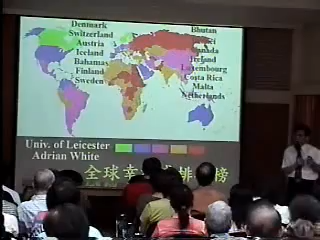 Denmark
Switzerland
Austria
Iceland
Bahamas
Finland
Sweden
Bhutan
Canada
Ireland
Luxembourg
Costa Rica
Malta
Netherlands
Univ. of Leicester
Adrian White
全球幸
排
榜